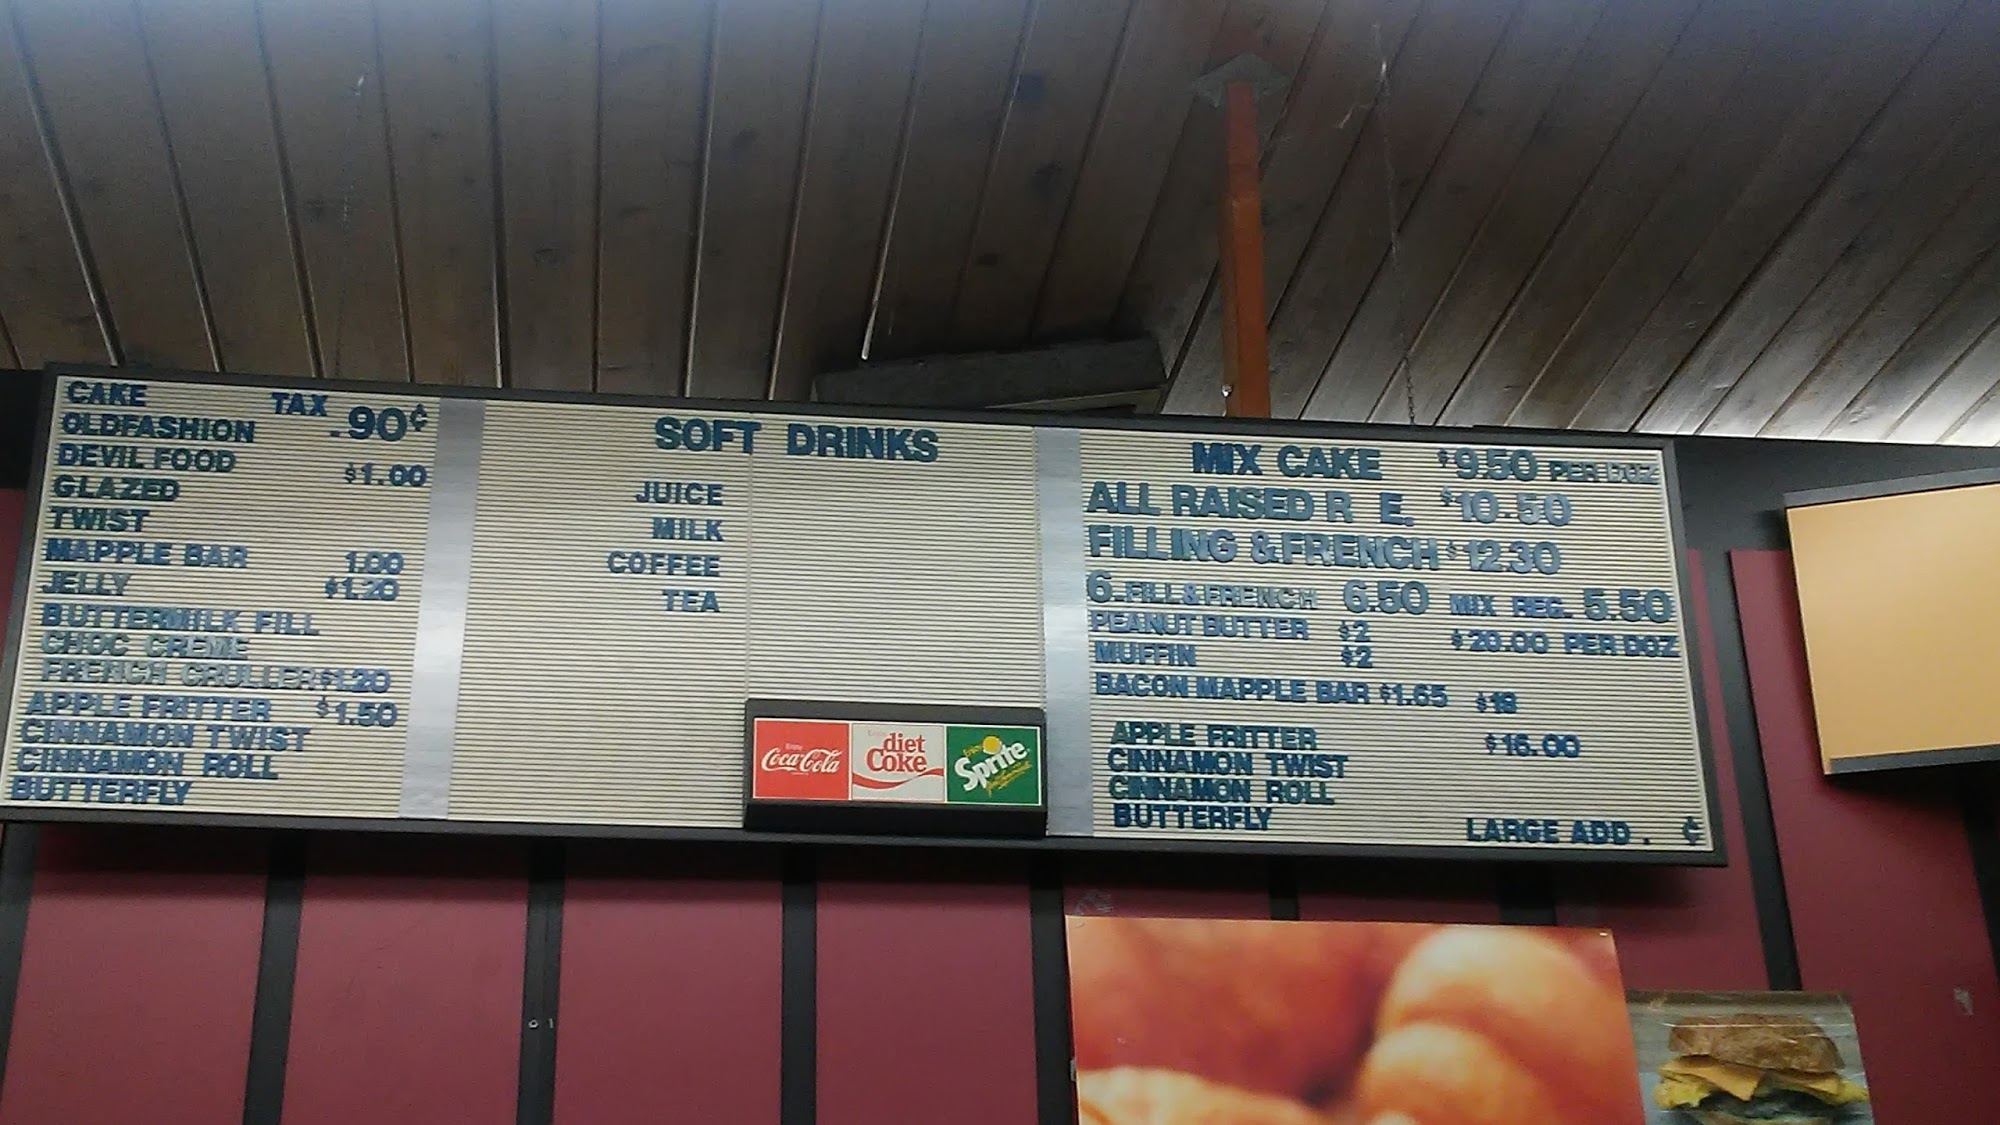 CAKE TAX
OLDFASHION .90¢
DEVIL FOOD
GLAZED $1.00
TWIST
MAPPLE BAR 1.00
JELLY $1.20
BUTTERMILK FILL
CHOC CREME
FRENCH CRULLER $1.20
APPLE FRITTER $1.50
CINNAMON TWIST
CINNAMON ROLL
BUTTERFLY
SOFT DRINKS
JUICE
MILK
COFFEE
TEA
Enjoy
Coca-Cola
Enjoy
diet
Coke
Enjoy
Sprite
MIX CAKE $9.50 PER DOZ
ALL RAISED R E. $10.50
FILLING & FRENCH $12.30
6.FILL&FRENCH 6.50 MIX REG. 5.50
PEANUT BUTTER $2 $20.00 PER DOZ
MUFFIN $2
BACON MAPPLE BAR $1.65 $18
APPLE FRITTER $16.00
CINNAMON TWIST
CINNAMON ROLL
BUTTERFLY
LARGE ADD . ¢